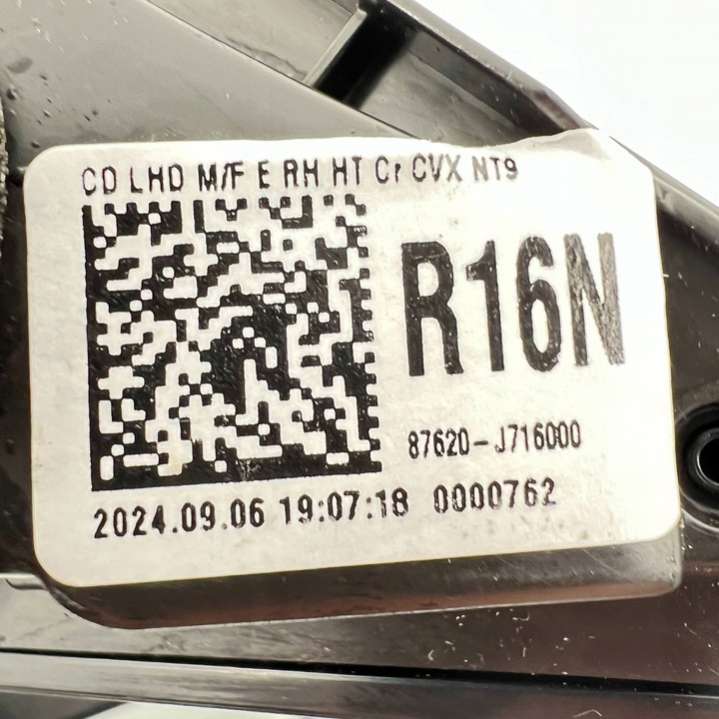 CD LHD M/F E RH HT Cr CVX NT9
R16N
87620-J716000
2024.09.06 19:07:18 0000762